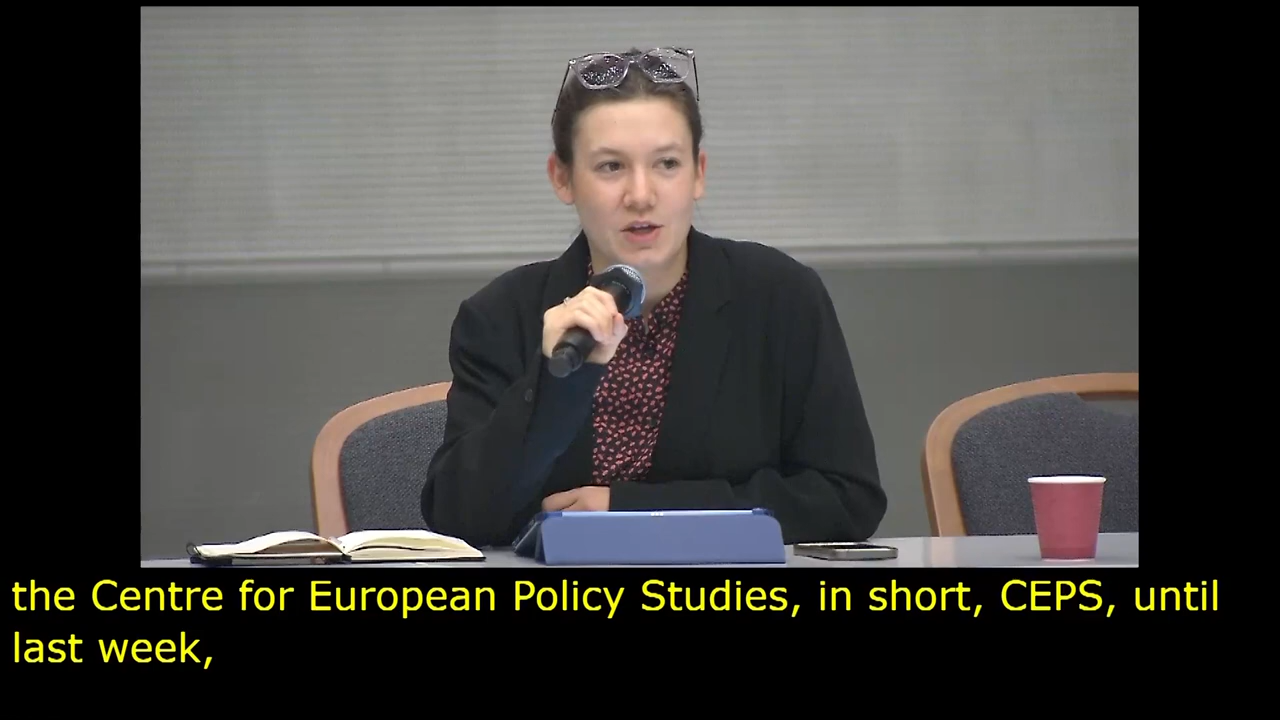 the Centre for European Policy Studies, in short, CEPS, until
last week,